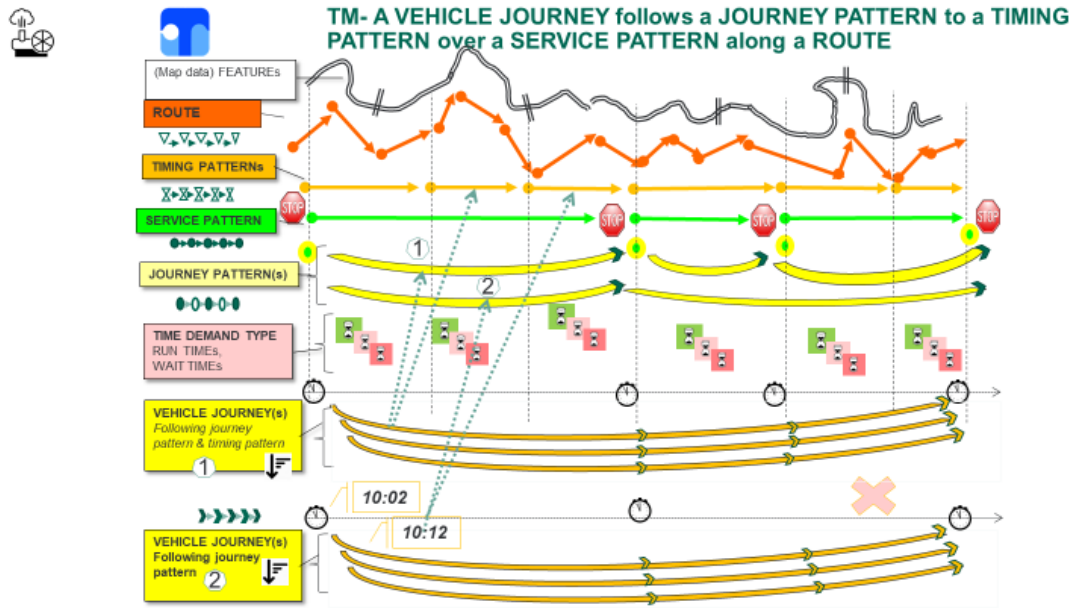 TM- A VEHICLE JOURNEY follows a JOURNEY PATTERN to a TIMING
PATTERN over a SERVICE PATTERN along a ROUTE
(Map data) FEATUREs
ROUTE
TIMING PATTERNs
STOP
SERVICE PATTERN
STOP
STOP
STOP
1
JOURNEY PATTERN(s)
2
TIME DEMAND TYPE
RUN TIMEs,
WAIT TIMEs
VEHICLE JOURNEY(s)
Following journey
pattern & timing pattern
1
10:02
10:12
VEHICLE JOURNEY(s)
Following journey
pattern
2